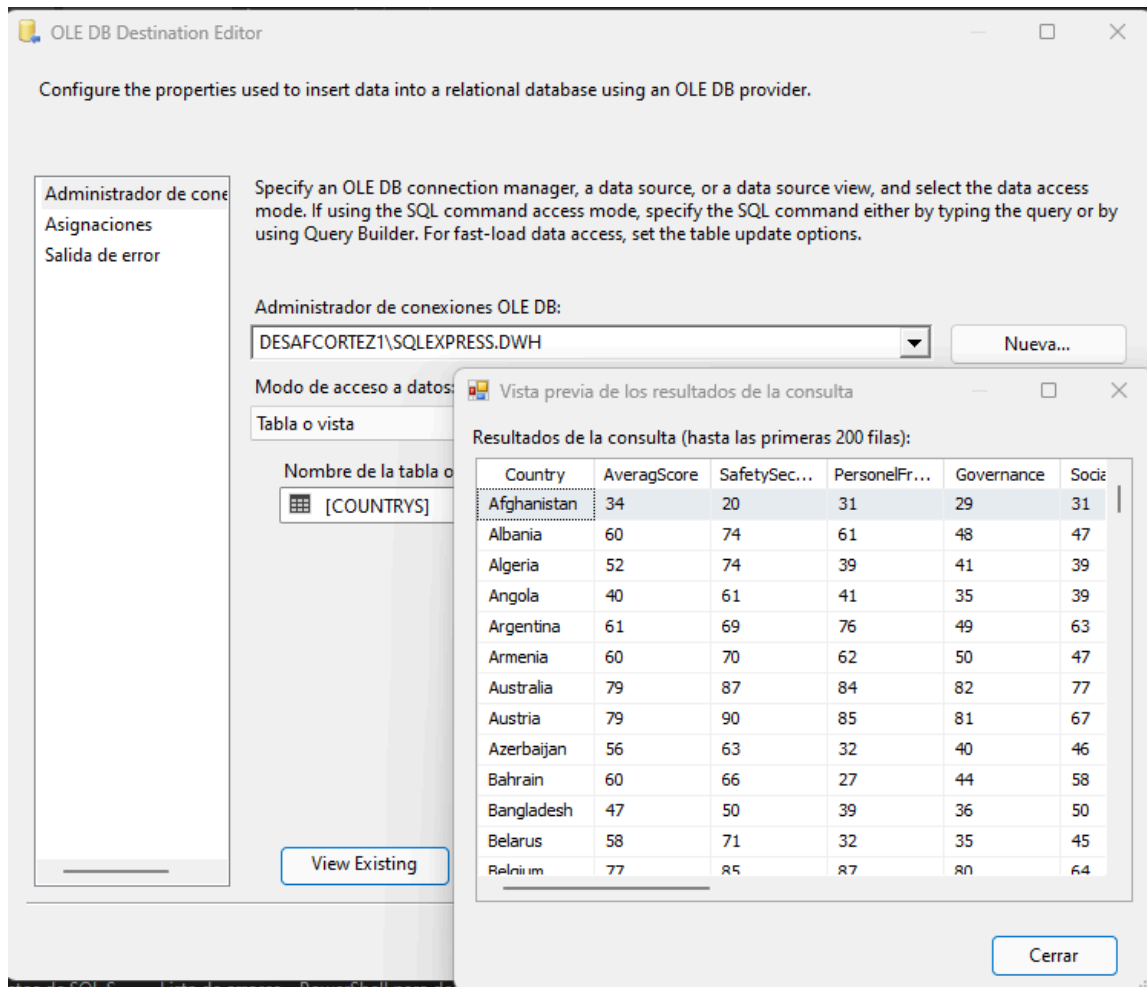 OLE DB Destination Editor
Configure the properties used to insert data into a relational database using an OLE DB provider.
Administrador de cone
Asignaciones
Salida de error
Specify an OLE DB connection manager, a data source, or a data source view, and select the data access
mode. If using the SQL command access mode, specify the SQL command either by typing the query or by
using Query Builder. For fast-load data access, set the table update options.
Administrador de conexiones OLE DB:
DESAFCORTEZ1\SQLEXPRESS.DWH
Nueva...
Modo de acceso a datos:
Tabla o vista
Nombre de la tabla o
[COUNTRYS]
View Existing
Vista previa de los resultados de la consulta
Resultados de la consulta (hasta las primeras 200 filas):
Country AveragScore SafetySec... PersonelFr... Governance Socia
Afghanistan 34 20 31 29 31
Albania 60 74 61 48 47
Algeria 52 74 39 41 39
Angola 40 61 41 35 39
Argentina 61 69 76 49 63
Armenia 60 70 62 50 47
Australia 79 87 84 82 77
Austria 79 90 85 81 67
Azerbaijan 56 63 32 40 46
Bahrain 60 66 27 44 58
Bangladesh 47 50 39 36 50
Belarus 58 71 32 35 45
Belgium 77 85 87 80 64
Cerrar